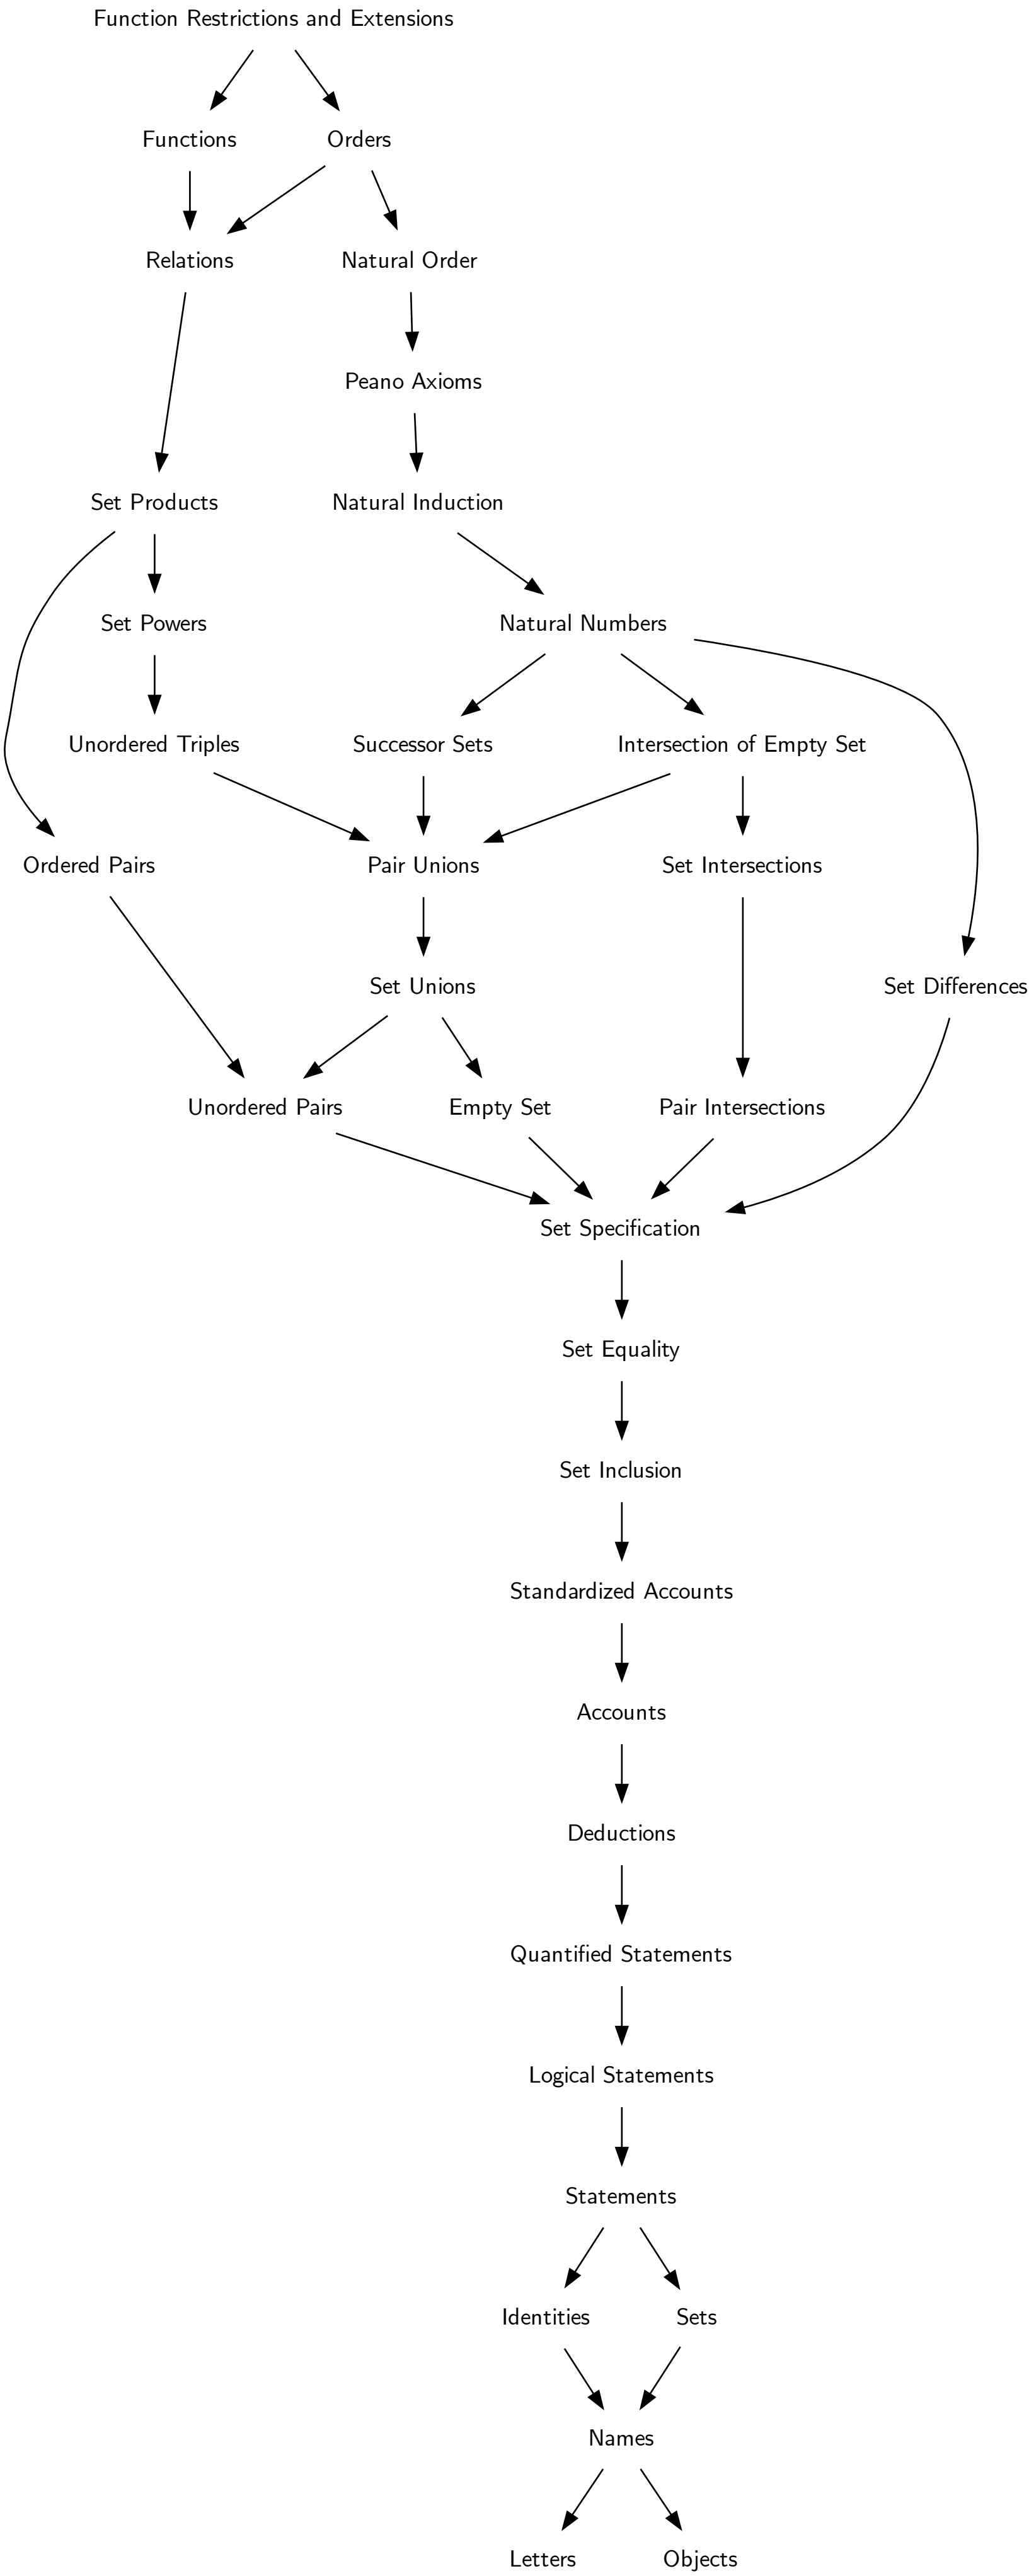 Function Restrictions and Extensions
Functions
Orders
Relations
Natural Order
Peano Axioms
Set Products
Natural Induction
Set Powers
Natural Numbers
Unordered Triples
Successor Sets
Intersection of Empty Set
Ordered Pairs
Pair Unions
Set Intersections
Set Unions
Set Differences
Unordered Pairs
Empty Set
Pair Intersections
Set Specification
Set Equality
Set Inclusion
Standardized Accounts
Accounts
Deductions
Quantified Statements
Logical Statements
Statements
Identities
Sets
Names
Letters
Objects